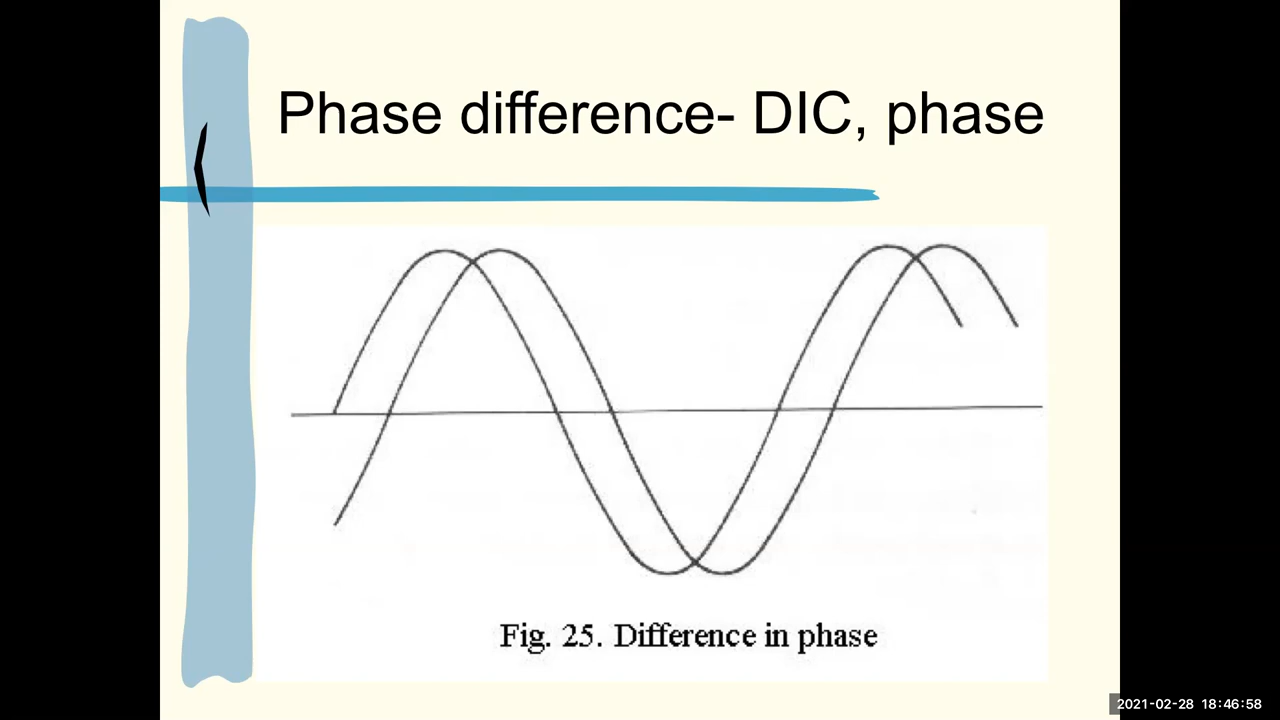 Phase difference- DIC, phase
Fig. 25. Difference in phase
2021-02-28 18:46:58